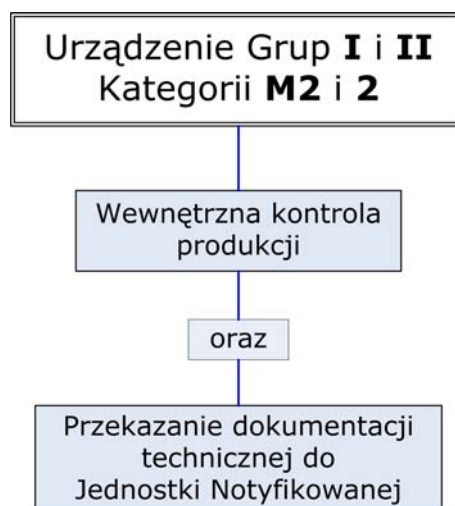 Urządzenie Grup I i II
Kategorii M2 i 2
Wewnętrzna kontrola
produkcji
oraz
Przekazanie dokumentacji
technicznej do
Jednostki Notyfikowanej